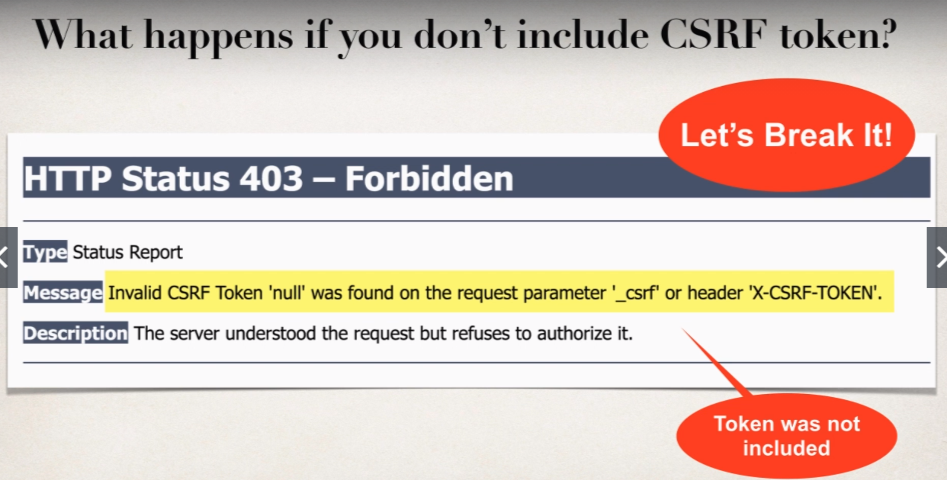 What happens if you don’t include CSRF token?
Let’s Break It!
HTTP Status 403 – Forbidden
Type Status Report
Message Invalid CSRF Token 'null' was found on the request parameter '_csrf' or header 'X-CSRF-TOKEN'.
Description The server understood the request but refuses to authorize it.
Token was not
included